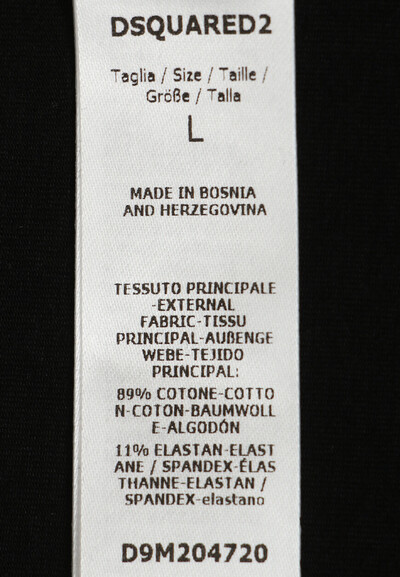 DSQUARED2
Taglia / Size / Taille /
Größe / Talla
L
MADE IN BOSNIA
AND HERZEGOVINA
TESSUTO PRINCIPALE
-EXTERNAL
FABRIC-TISSU
PRINCIPAL-AUßENGE
WEBE-TEJIDO
PRINCIPAL:
89% COTONE-COTTO
N-COTON-BAUMWOLL
E-ALGODÓN
11% ELASTAN-ELAST
ANE / SPANDEX-ÉLAS
THANNE-ELASTAN /
SPANDEX-elastano
D9M204720